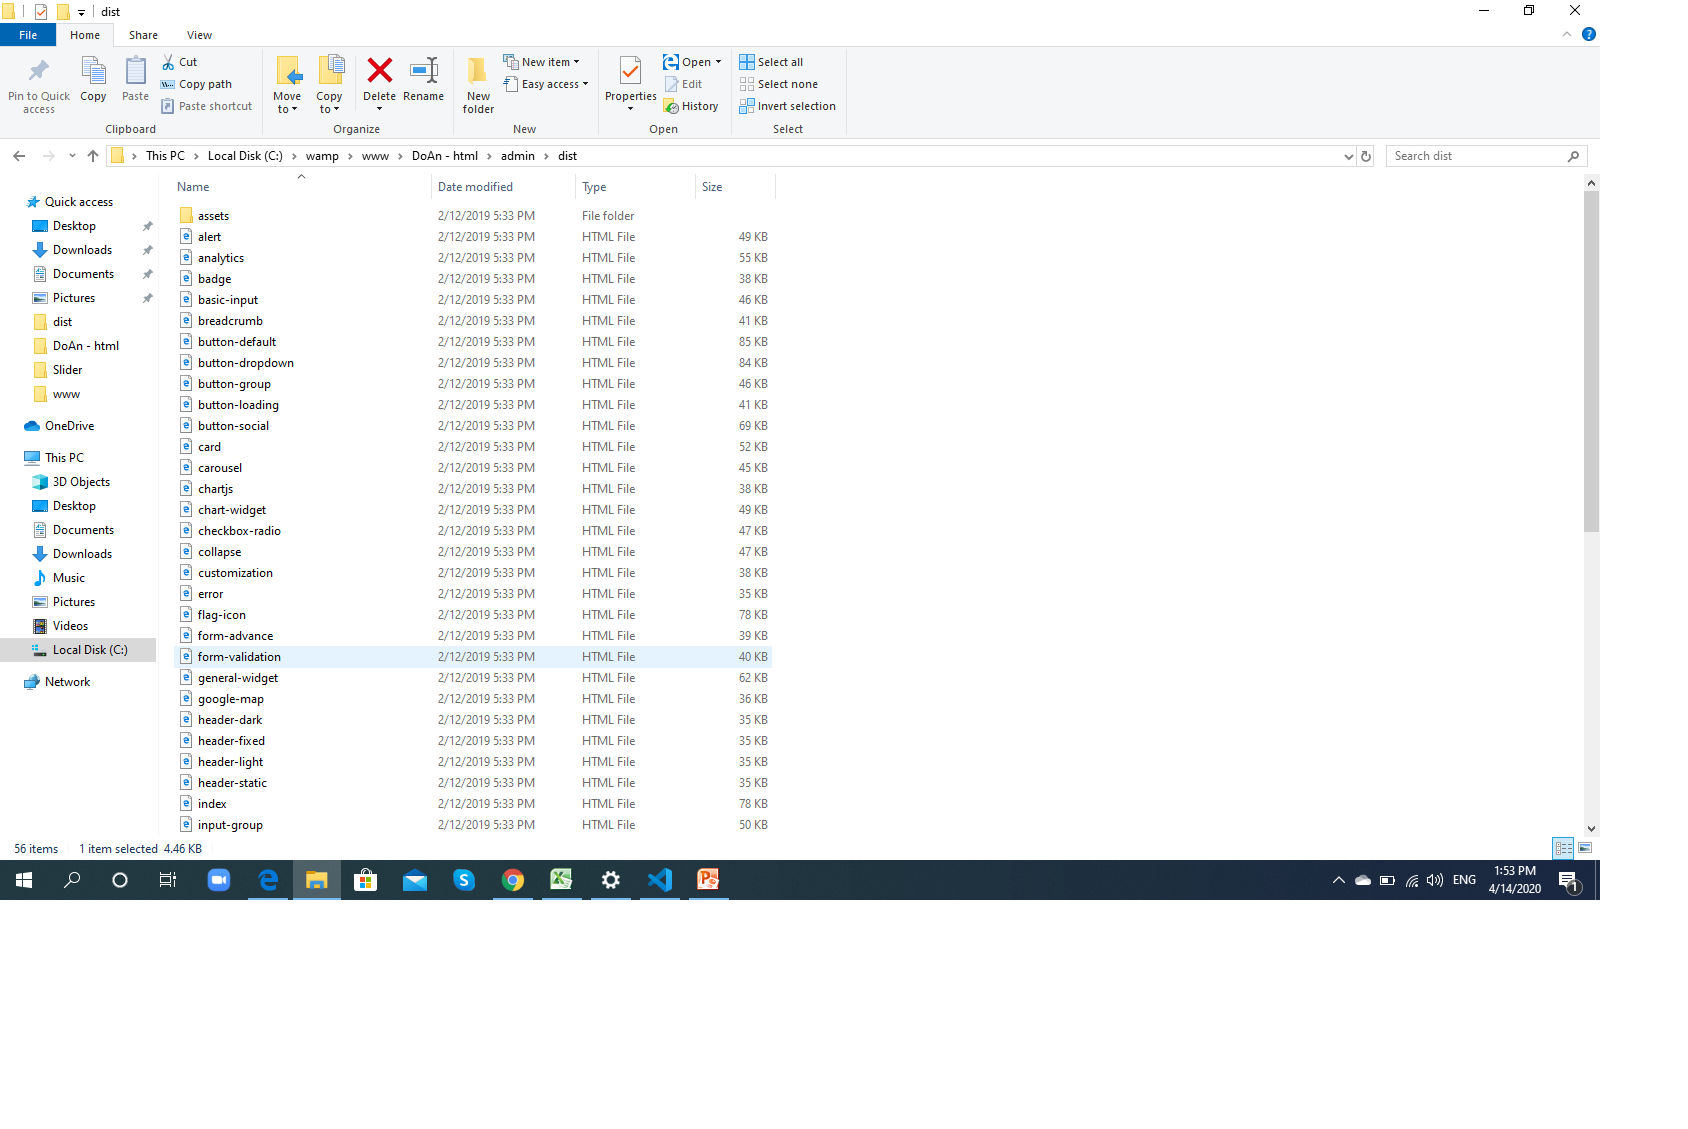 dist
File Home Share View
Pin to Quick access
Copy
Paste
Cut
Copy path
Paste shortcut
Clipboard
Move to
Copy to
Delete
Rename
Organize
New folder
New item
Easy access
New
Properties
Open
Edit
History
Open
Select all
Select none
Invert selection
Select
This PC › Local Disk (C:) › wamp › www › DoAn - html › admin › dist
Search dist
Quick access
Desktop
Downloads
Documents
Pictures
dist
DoAn - html
Slider
www
OneDrive
This PC
3D Objects
Desktop
Documents
Downloads
Music
Pictures
Videos
Local Disk (C:)
Network
Name Date modified Type Size
assets 2/12/2019 5:33 PM File folder
alert 2/12/2019 5:33 PM HTML File 49 KB
analytics 2/12/2019 5:33 PM HTML File 55 KB
badge 2/12/2019 5:33 PM HTML File 38 KB
basic-input 2/12/2019 5:33 PM HTML File 46 KB
breadcrumb 2/12/2019 5:33 PM HTML File 41 KB
button-default 2/12/2019 5:33 PM HTML File 85 KB
button-dropdown 2/12/2019 5:33 PM HTML File 84 KB
button-group 2/12/2019 5:33 PM HTML File 46 KB
button-loading 2/12/2019 5:33 PM HTML File 41 KB
button-social 2/12/2019 5:33 PM HTML File 69 KB
card 2/12/2019 5:33 PM HTML File 52 KB
carousel 2/12/2019 5:33 PM HTML File 45 KB
chartjs 2/12/2019 5:33 PM HTML File 38 KB
chart-widget 2/12/2019 5:33 PM HTML File 49 KB
checkbox-radio 2/12/2019 5:33 PM HTML File 47 KB
collapse 2/12/2019 5:33 PM HTML File 47 KB
customization 2/12/2019 5:33 PM HTML File 38 KB
error 2/12/2019 5:33 PM HTML File 35 KB
flag-icon 2/12/2019 5:33 PM HTML File 78 KB
form-advance 2/12/2019 5:33 PM HTML File 39 KB
form-validation 2/12/2019 5:33 PM HTML File 40 KB
general-widget 2/12/2019 5:33 PM HTML File 62 KB
google-map 2/12/2019 5:33 PM HTML File 36 KB
header-dark 2/12/2019 5:33 PM HTML File 35 KB
header-fixed 2/12/2019 5:33 PM HTML File 35 KB
header-light 2/12/2019 5:33 PM HTML File 35 KB
header-static 2/12/2019 5:33 PM HTML File 35 KB
index 2/12/2019 5:33 PM HTML File 78 KB
input-group 2/12/2019 5:33 PM HTML File 50 KB
56 items 1 item selected 4.46 KB
ENG
1:53 PM
4/14/2020
1